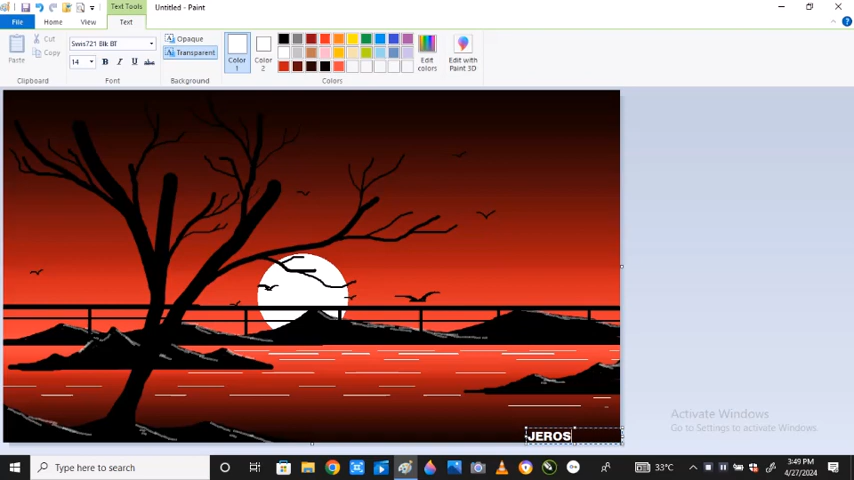 Text Tools
Untitled - Paint
File
Home
View
Text
Paste
Cut
Copy
Clipboard
Swis721 Blk BT
14
B
I
U
abc
Font
Opaque
Transparent
Background
Color 1
Color 2
Edit colors
Colors
Edit with Paint 3D
JEROS
Activate Windows
Go to Settings to activate Windows.
Type here to search
33°C
3:49 PM
4/27/2024